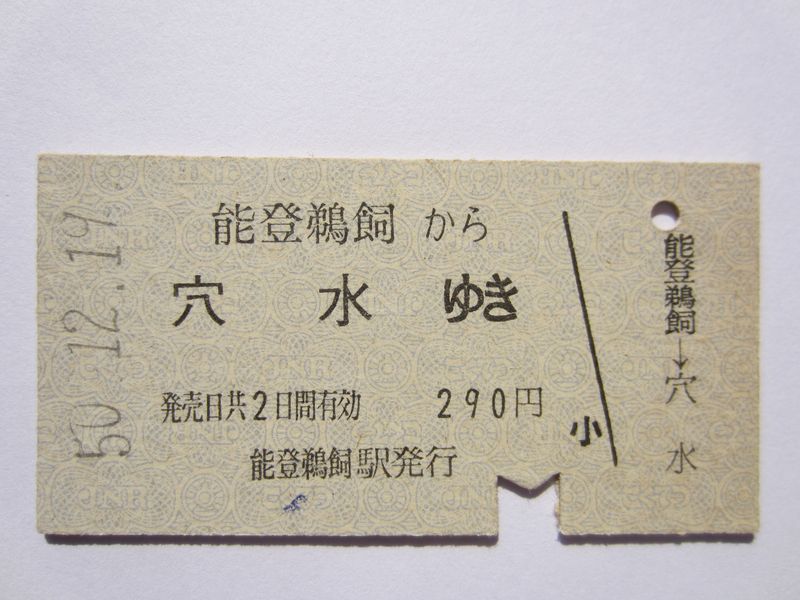 能登鵜飼から
穴水ゆき
発売日共2日間有効 290円
能登鵜飼駅発行
小
能登鵜飼→穴水
50.12.19